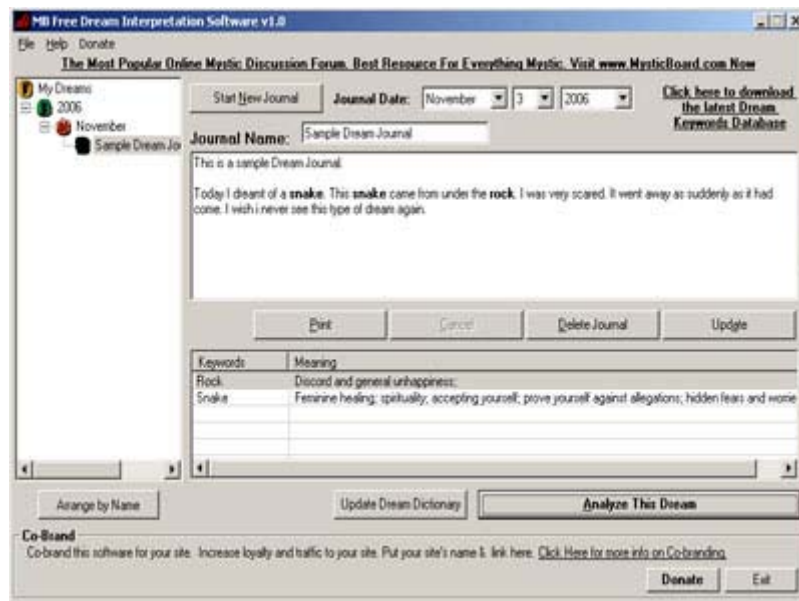 MB Free Dream Interpretation Software v1.0
File Help Donate
The Most Popular Online Mystic Discussion Forum. Best Resource For Everything Mystic. Visit www.MysticBoard.com Now
My Dreams
2006
November
Sample Dream Jo
Start New Journal Journal Date: November 3 2006
Click here to download
the latest Dream
Keywords Database
Journal Name: Sample Dream Journal
This is a sample Dream Journal.
Today I dreamt of a snake. This snake came from under the rock. I was very scared. It went away as suddenly as it had
come. I wish i never see this type of dream again.
Print Cancel Delete Journal Update
Keywords Meaning
Rock Discord and general unhappiness;
Snake Feminine healing; spirituality; accepting yourself; prove yourself against allegations; hidden fears and worrie
Arrange by Name Update Dream Dictionary Analyze This Dream
Co-Brand
Co-brand this software for your site. Increase loyalty and traffic to your site. Put your site's name & link here. Click Here for more info on Co-branding.
Donate Exit